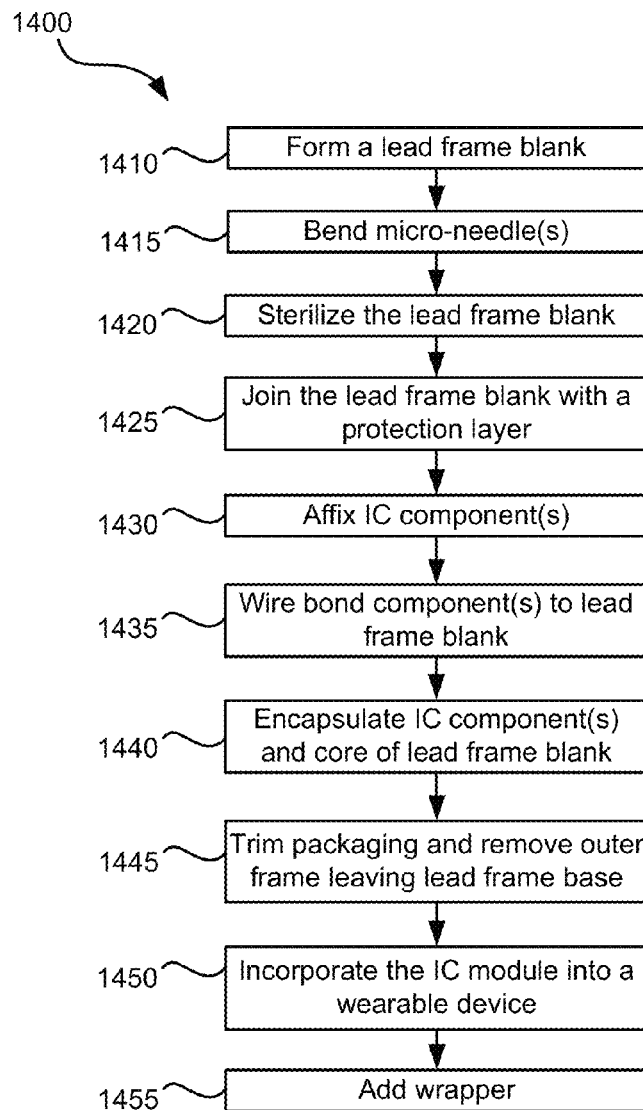 1400
1410
Form a lead frame blank
1415
Bend micro-needle(s)
1420
Sterilize the lead frame blank
1425
Join the lead frame blank with a
protection layer
1430
Affix IC component(s)
1435
Wire bond component(s) to lead
frame blank
1440
Encapsulate IC component(s)
and core of lead frame blank
1445
Trim packaging and remove outer
frame leaving lead frame base
1450
Incorporate the IC module into a
wearable device
1455
Add wrapper